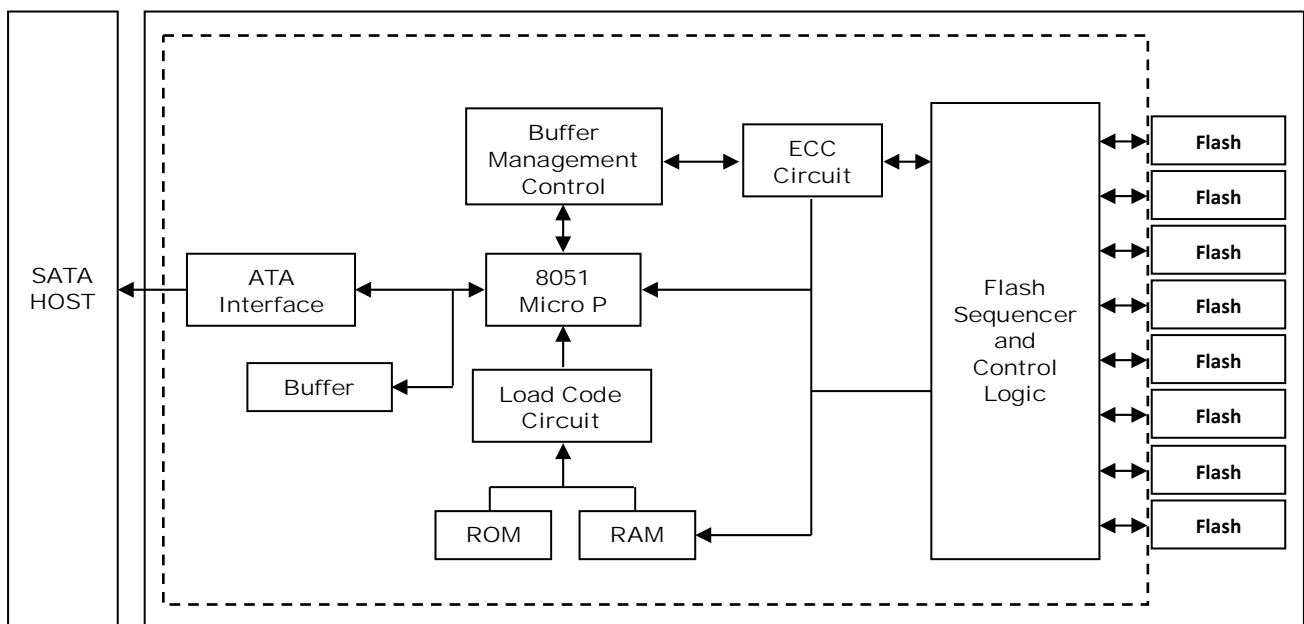 Buffer
Management
Control
ECC
Circuit
Flash
Flash
Flash
Flash
Flash
Flash
Flash
Flash
SATA
HOST
ATA
Interface
8051
Micro P
Flash
Sequencer
and
Control
Logic
Buffer
Load Code
Circuit
ROM
RAM